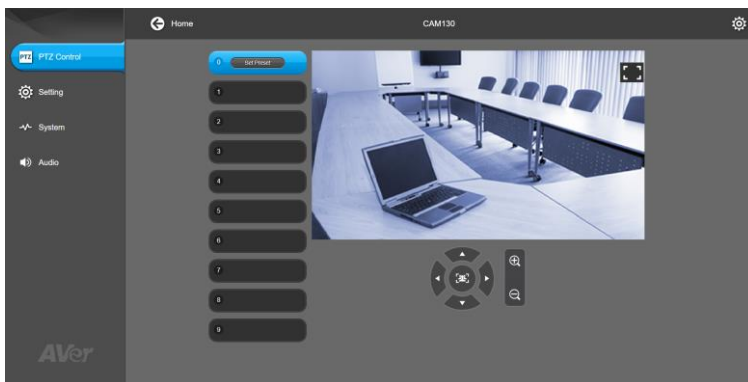 Home
CAM130
PTZ PTZ Control
Setting
System
Audio
0 Set Preset
1
2
3
4
5
6
7
8
9
AVer